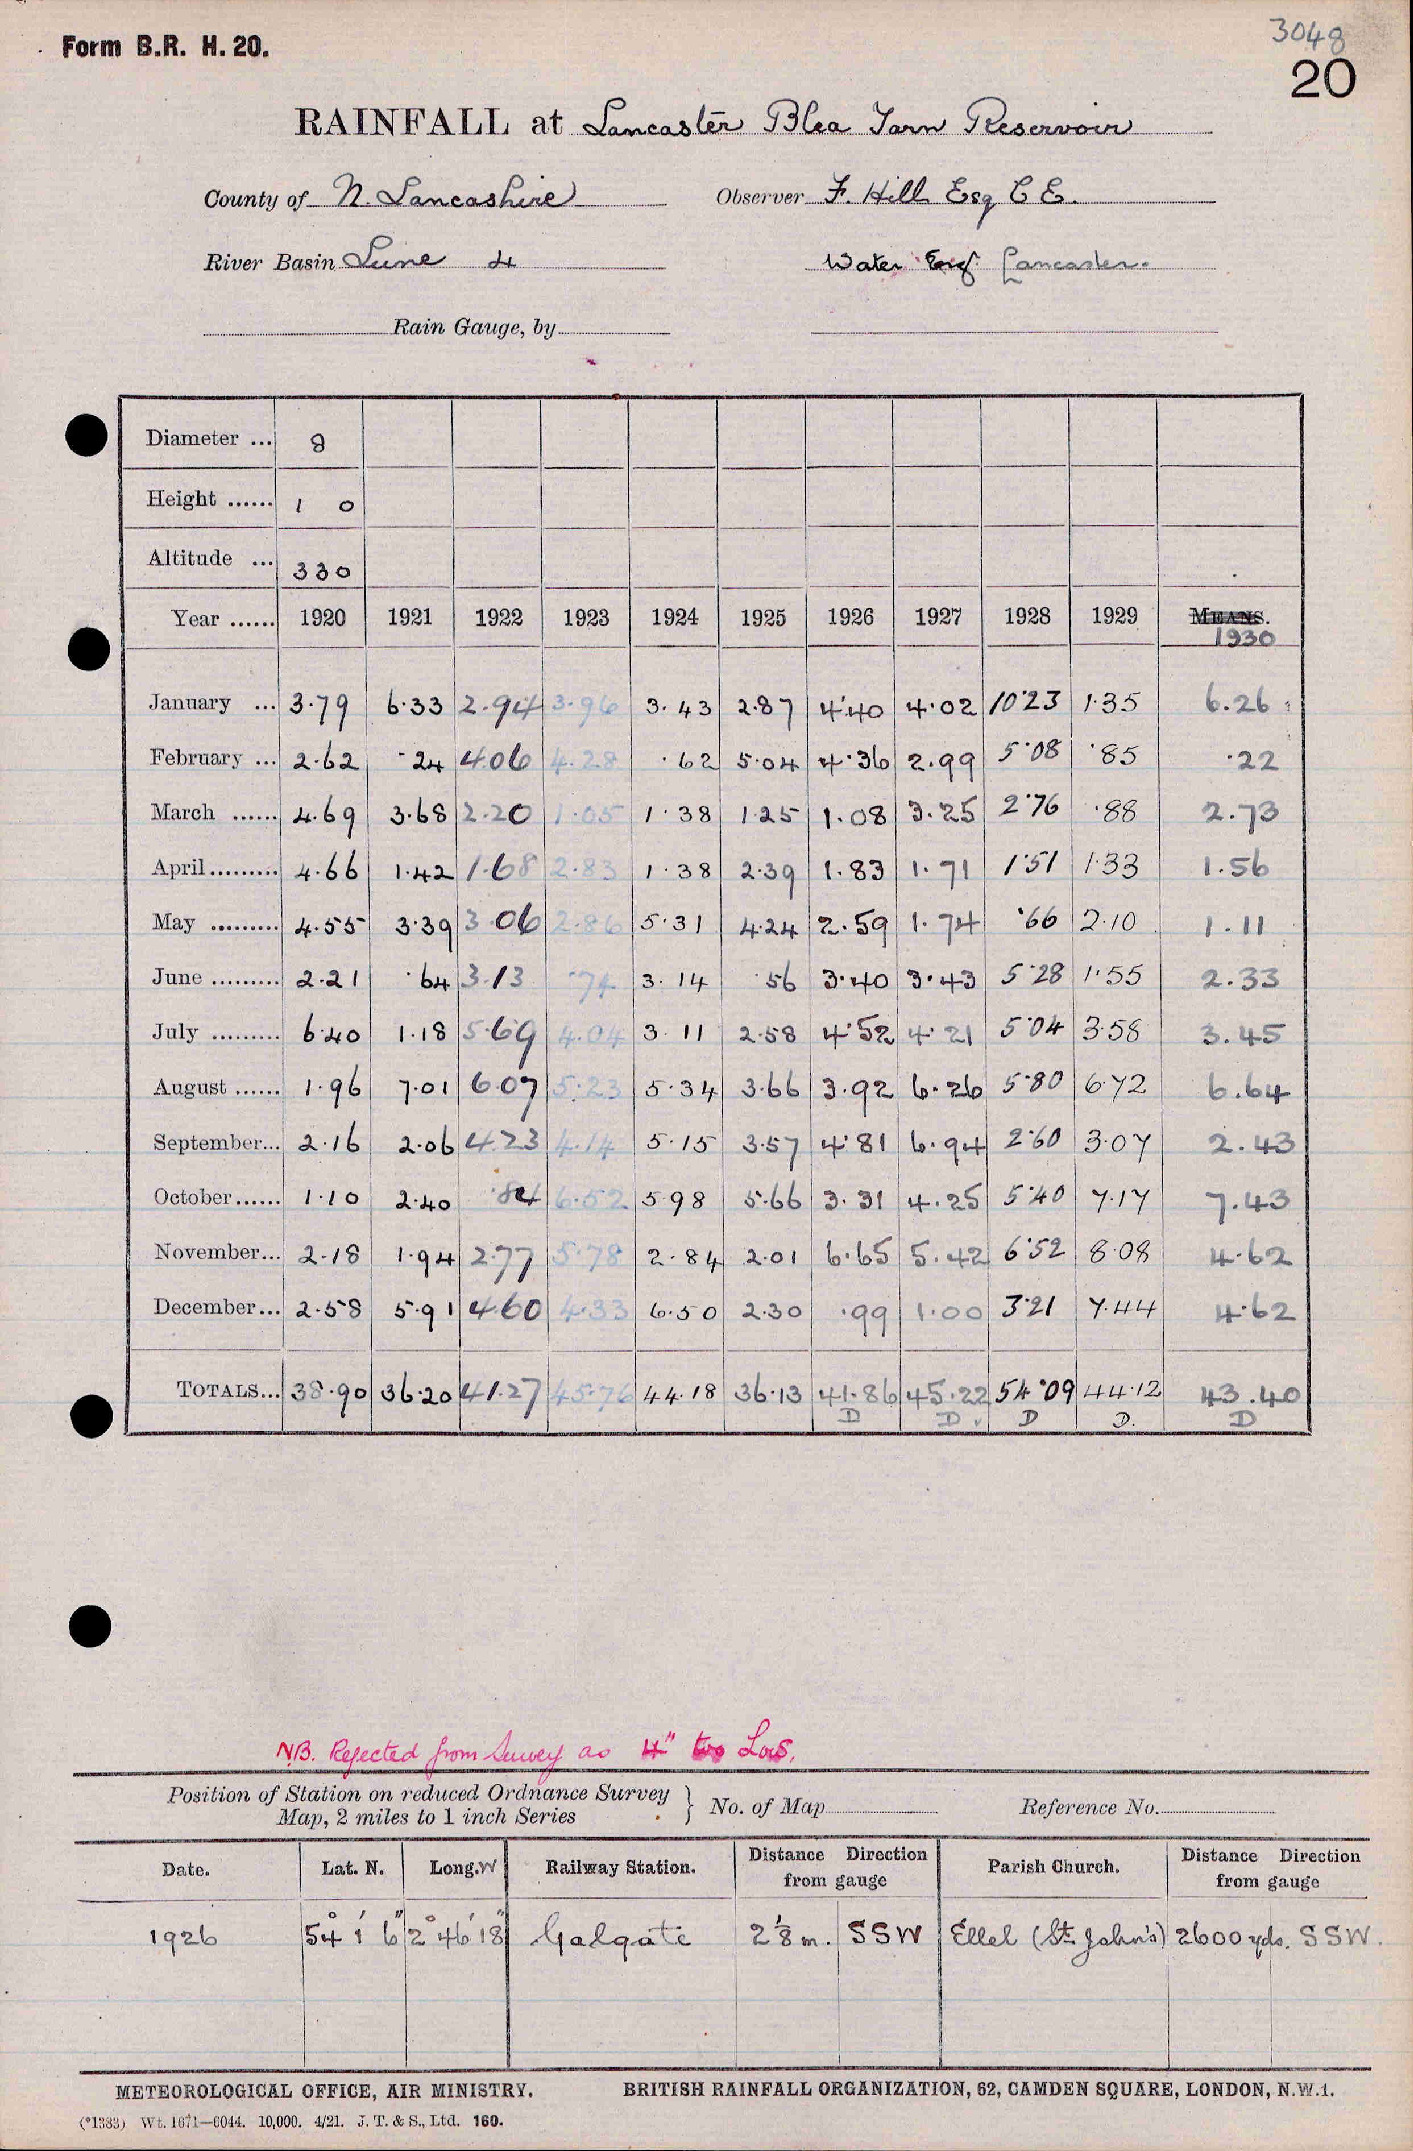 Form B.R. H. 20.
3048
20
RAINFALL at Lancaster Blea Tarn Reservoir
County of N. Lancashire Observer F. Hill Esq C E.
River Basin Lune 4 Water Eng. Lancaster.
Rain Gauge, by
Diameter ... 8
Height ...... 1 0
Altitude ... 330
Year ...... 1920 1921 1922 1923 1924 1925 1926 1927 1928 1929 MEANS.
1930
January ... 3.79 6.33 2.94 3.96 3.43 2.87 4.40 4.02 10.23 1.35 6.26
February ... 2.62 .24 4.06 4.28 .62 5.04 4.36 2.99 5.08 .85 .22
March ...... 4.69 3.68 2.20 1.05 1.38 1.25 1.08 3.25 2.76 .88 2.73
April......... 4.66 1.42 1.68 2.83 1.38 2.39 1.83 1.71 1.51 1.33 1.56
May ......... 4.55 3.39 3.06 2.86 5.31 4.24 2.59 1.74 .66 2.10 1.11
June ......... 2.21 .64 3.13 .74 3.14 .56 3.40 3.43 5.28 1.55 2.33
July ......... 6.40 1.18 5.69 4.04 3.11 2.58 4.52 4.21 5.04 3.58 3.45
August ...... 1.96 7.01 6.07 5.23 5.34 3.66 3.92 6.26 5.80 6.72 6.64
September... 2.16 2.06 4.23 4.14 5.15 3.57 4.81 6.94 2.60 3.07 2.43
October...... 1.10 2.40 .84 6.52 5.98 5.66 3.31 4.25 5.40 7.17 7.43
November... 2.18 1.94 2.77 5.78 2.84 2.01 6.65 5.42 6.52 8.08 4.62
December... 2.58 5.91 4.60 4.33 6.50 2.30 .99 1.00 3.21 7.44 4.62
TOTALS... 38.90 36.20 41.27 45.76 44.18 36.13 41.86 45.22 54.09 44.12 43.40
D D. D D. D
N.B. Rejected from Survey as 4" too Low.
Position of Station on reduced Ordnance Survey
Map, 2 miles to 1 inch Series } No. of Map Reference No.
Date. Lat. N. Long. W Railway Station. Distance Direction from gauge Parish Church. Distance Direction from gauge
1926 54° 1' 6" 2° 46' 18" Galgate 2 1/8 m. SSW Ellel (St. John's) 2600 yds. SSW.
METEOROLOGICAL OFFICE, AIR MINISTRY. BRITISH RAINFALL ORGANIZATION, 62, CAMDEN SQUARE, LONDON, N.W.1.
(*1383) Wt. 1671—6044. 10,000. 4/21. J. T. & S., Ltd. 160.